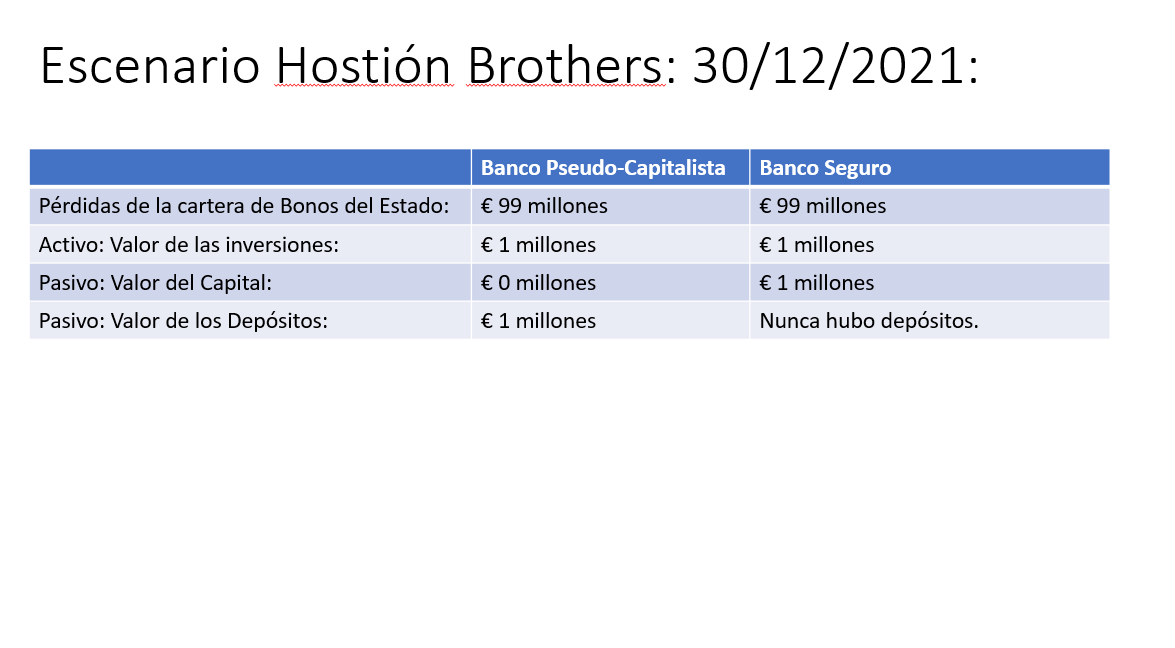 Escenario Hostión Brothers: 30/12/2021:
Banco Pseudo-Capitalista Banco Seguro
Pérdidas de la cartera de Bonos del Estado: € 99 millones € 99 millones
Activo: Valor de las inversiones: € 1 millones € 1 millones
Pasivo: Valor del Capital: € 0 millones € 1 millones
Pasivo: Valor de los Depósitos: € 1 millones Nunca hubo depósitos.